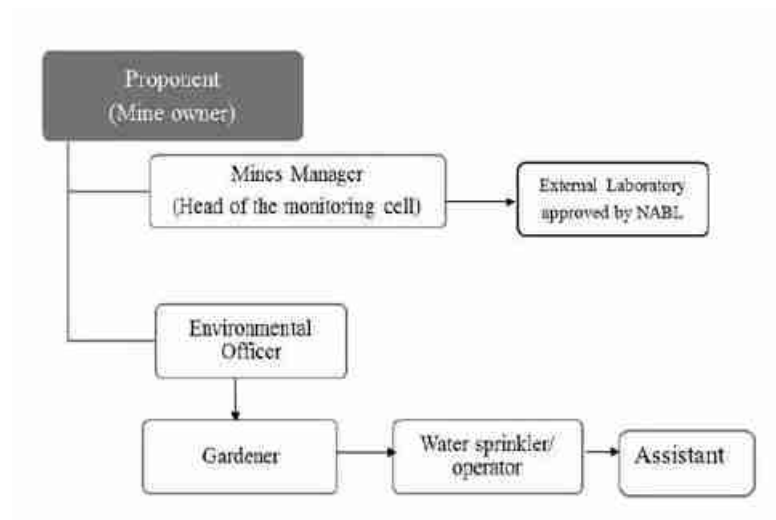 Proponent
(Mine owner)
Mines Manager
(Head of the monitoring cell)
External Laboratory
approved by NABL
Environmental
Officer
Gardener
Water sprinkler/
operator
Assistant